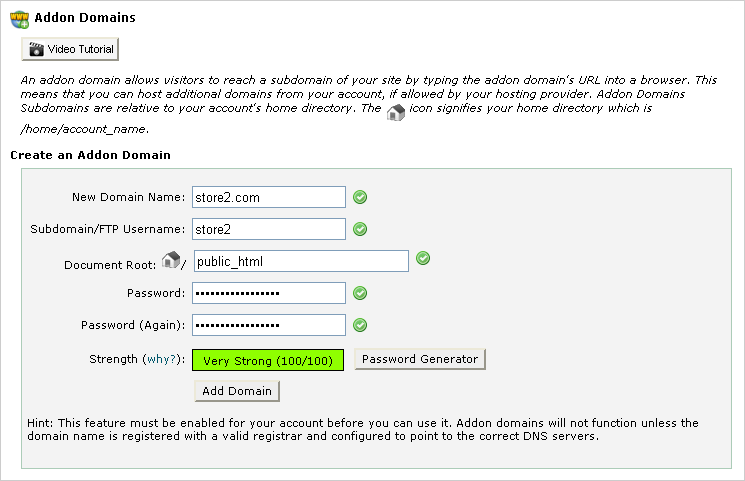 Addon Domains
Video Tutorial
An addon domain allows visitors to reach a subdomain of your site by typing the addon domain's URL into a browser. This
means that you can host additional domains from your account, if allowed by your hosting provider. Addon Domains
Subdomains are relative to your account's home directory. The icon signifies your home directory which is
/home/account_name.
Create an Addon Domain
New Domain Name: store2.com
Subdomain/FTP Username: store2
Document Root: / public_html
Password: •••••••••••••••••
Password (Again): •••••••••••••••••
Strength (why?): Very Strong (100/100) Password Generator
Add Domain
Hint: This feature must be enabled for your account before you can use it. Addon domains will not function unless the
domain name is registered with a valid registrar and configured to point to the correct DNS servers.